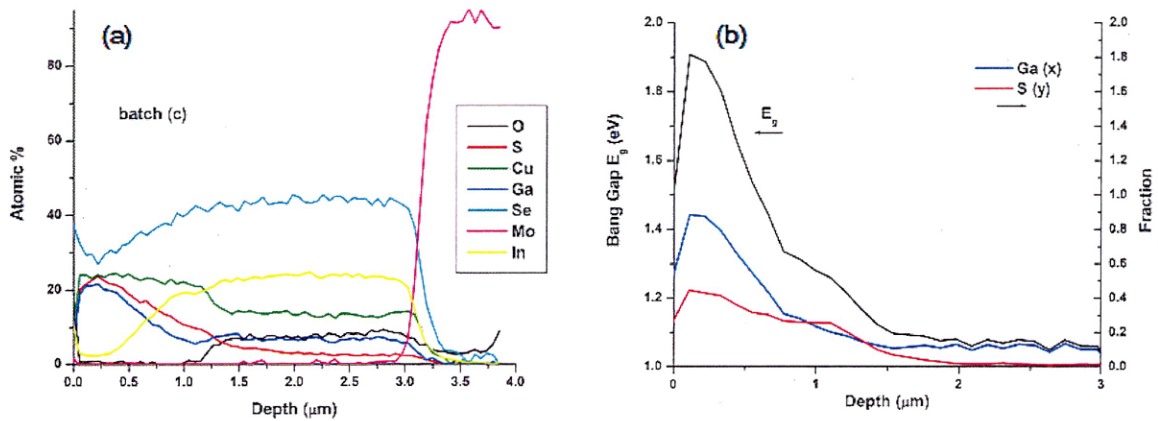 (a)
batch (c)
O
S
Cu
Ga
Se
Mo
In
80
60
40
20
0
Atomic %
0.0 0.5 1.0 1.5 2.0 2.5 3.0 3.5 4.0
Depth (μm)
(b)
Ga (x)
S (y)
Eg
2.0
1.8
1.6
1.4
1.2
1.0
Bang Gap Eg (eV)
2.0
1.8
1.6
1.4
1.2
1.0
0.8
0.6
0.4
0.2
0.0
Fraction
0 1 2 3
Depth (μm)